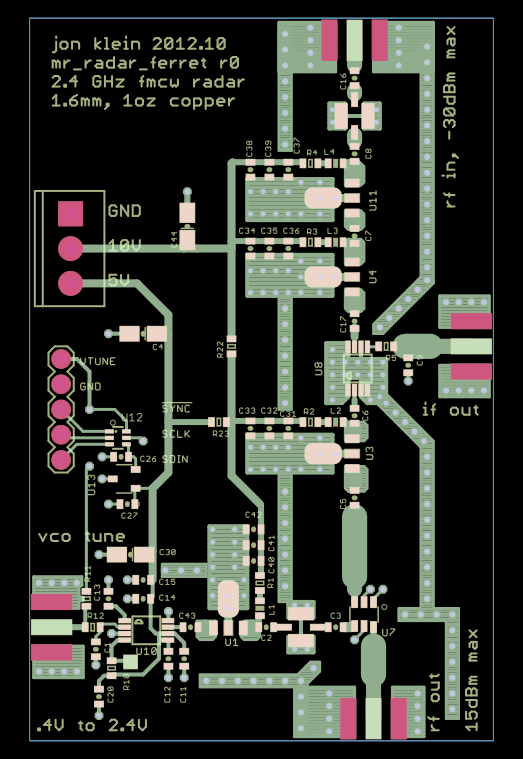 jon klein 2012.10
mr_radar_ferret r0
2.4 GHz fmcw radar
1.6mm, 1oz copper
rf in, -30dBm max
C16
C8
C38
C39
C37
R4
L4
U11
GND
10V
5V
C44
C34
C35
C36
R3
L3
C7
U4
C17
C4
R22
U8
R5
C9
if out
VTUNE
GND
SYNC
SCLK
SDIN
U12
C26
U13
C27
R23
C33
C32
C31
R2
L2
C6
U3
C5
vco tune
C30
C15
C14
C42
C41
C40
R1
L1
R11
C13
R12
C1
U10
R10
C20
C43
C12
C11
U1
C2
C3
U7
.4V to 2.4V
rf out
15dBm max